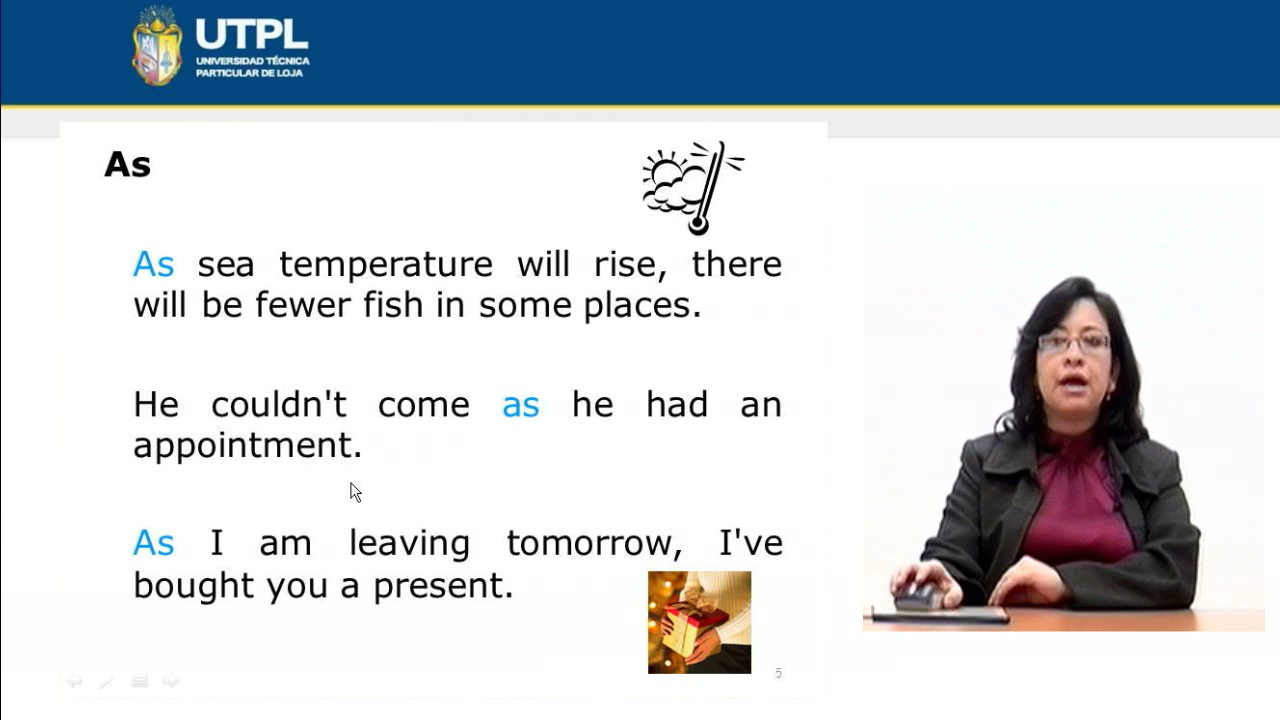 UTPL
UNIVERSIDAD TÉCNICA
PARTICULAR DE LOJA
As
As sea temperature will rise, there
will be fewer fish in some places.
He couldn't come as he had an
appointment.
As I am leaving tomorrow, I've
bought you a present.
5